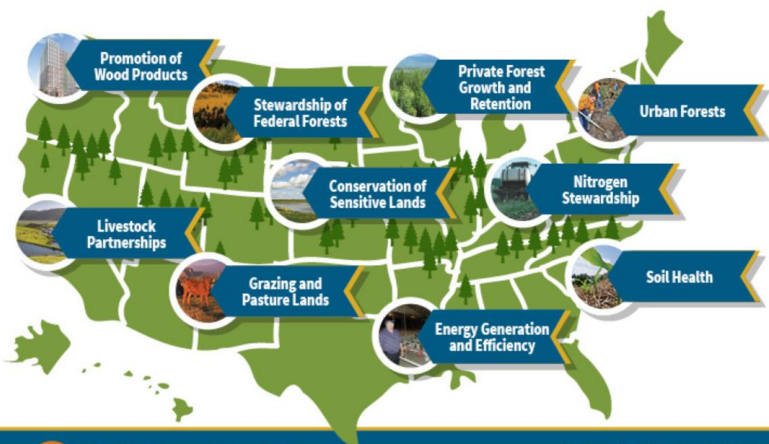 Promotion of
Wood Products
Stewardship of
Federal Forests
Private Forest
Growth and
Retention
Urban Forests
Conservation of
Sensitive Lands
Nitrogen
Stewardship
Livestock
Partnerships
Grazing and
Pasture Lands
Soil Health
Energy Generation
and Efficiency